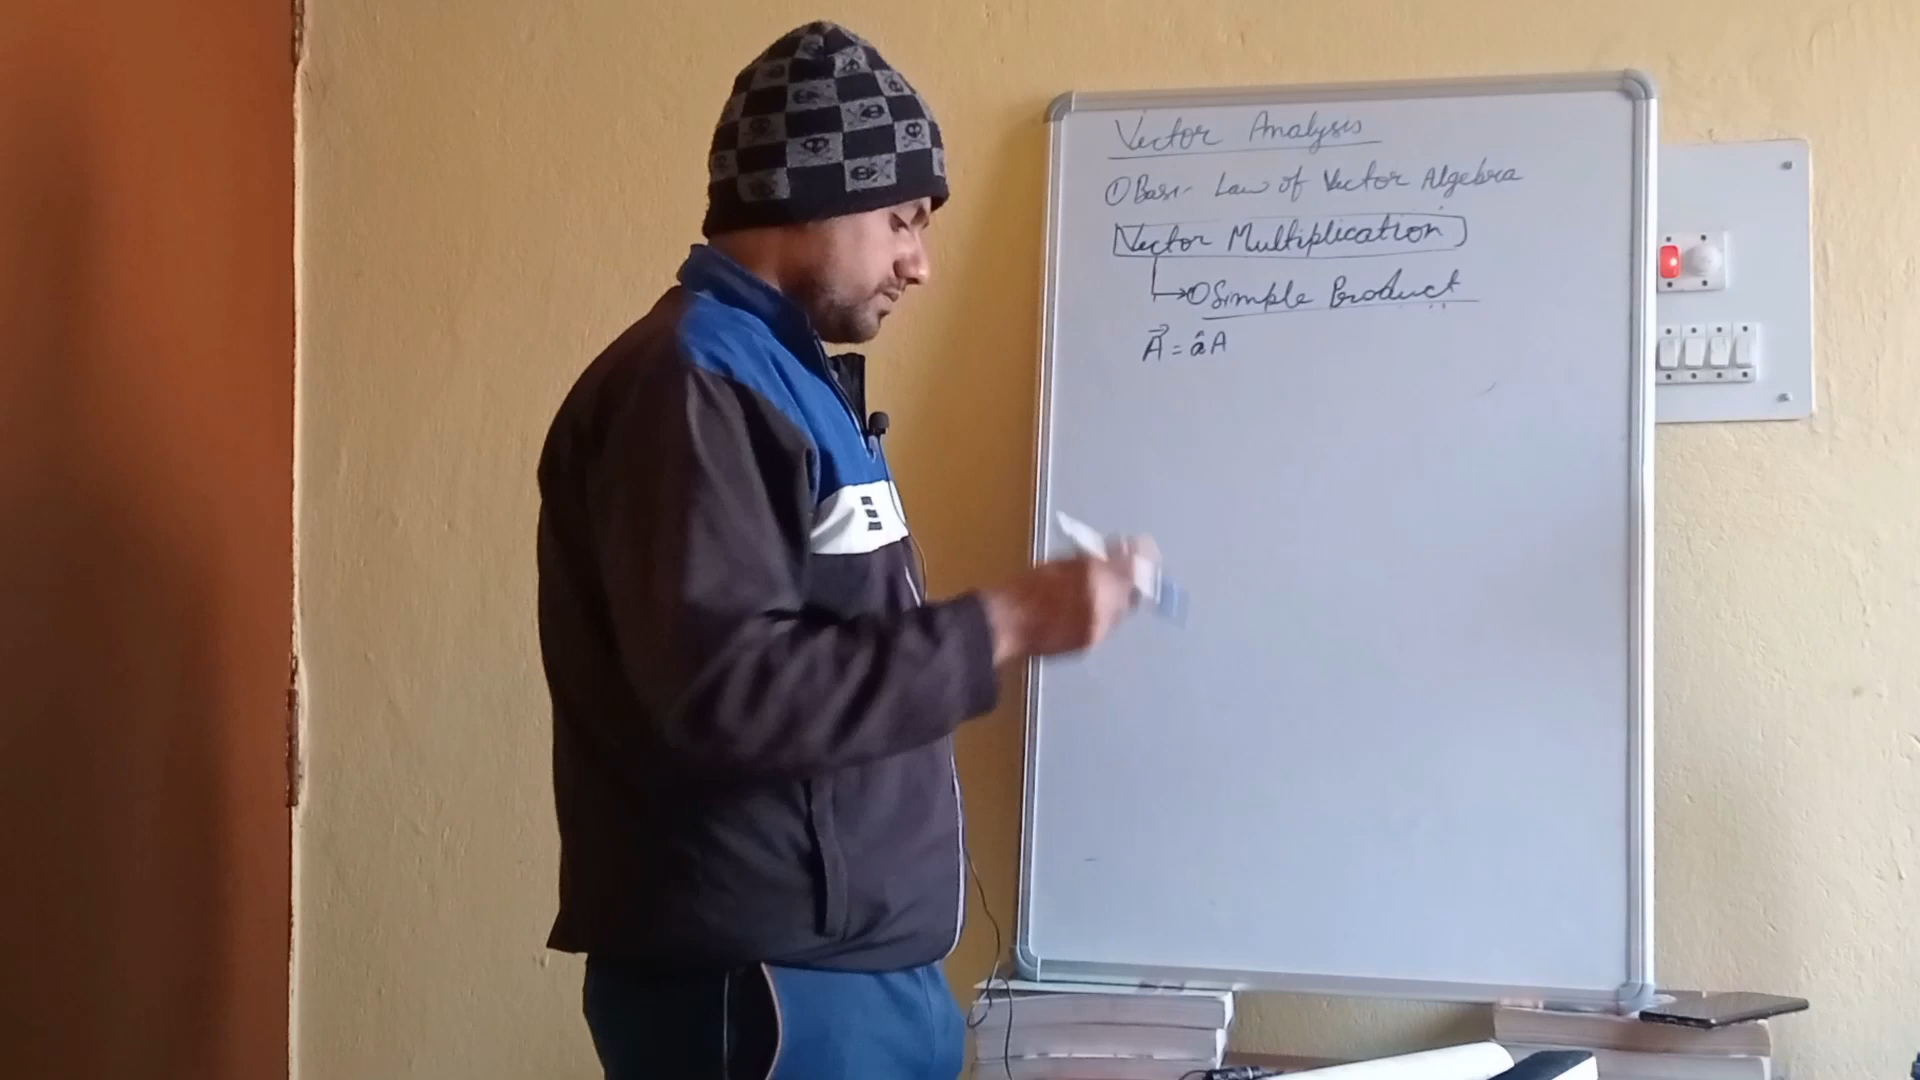 Vector Analysis
① Basic Law of Vector Algebra
Vector Multiplication
① Simple Product
A⃗ = âA